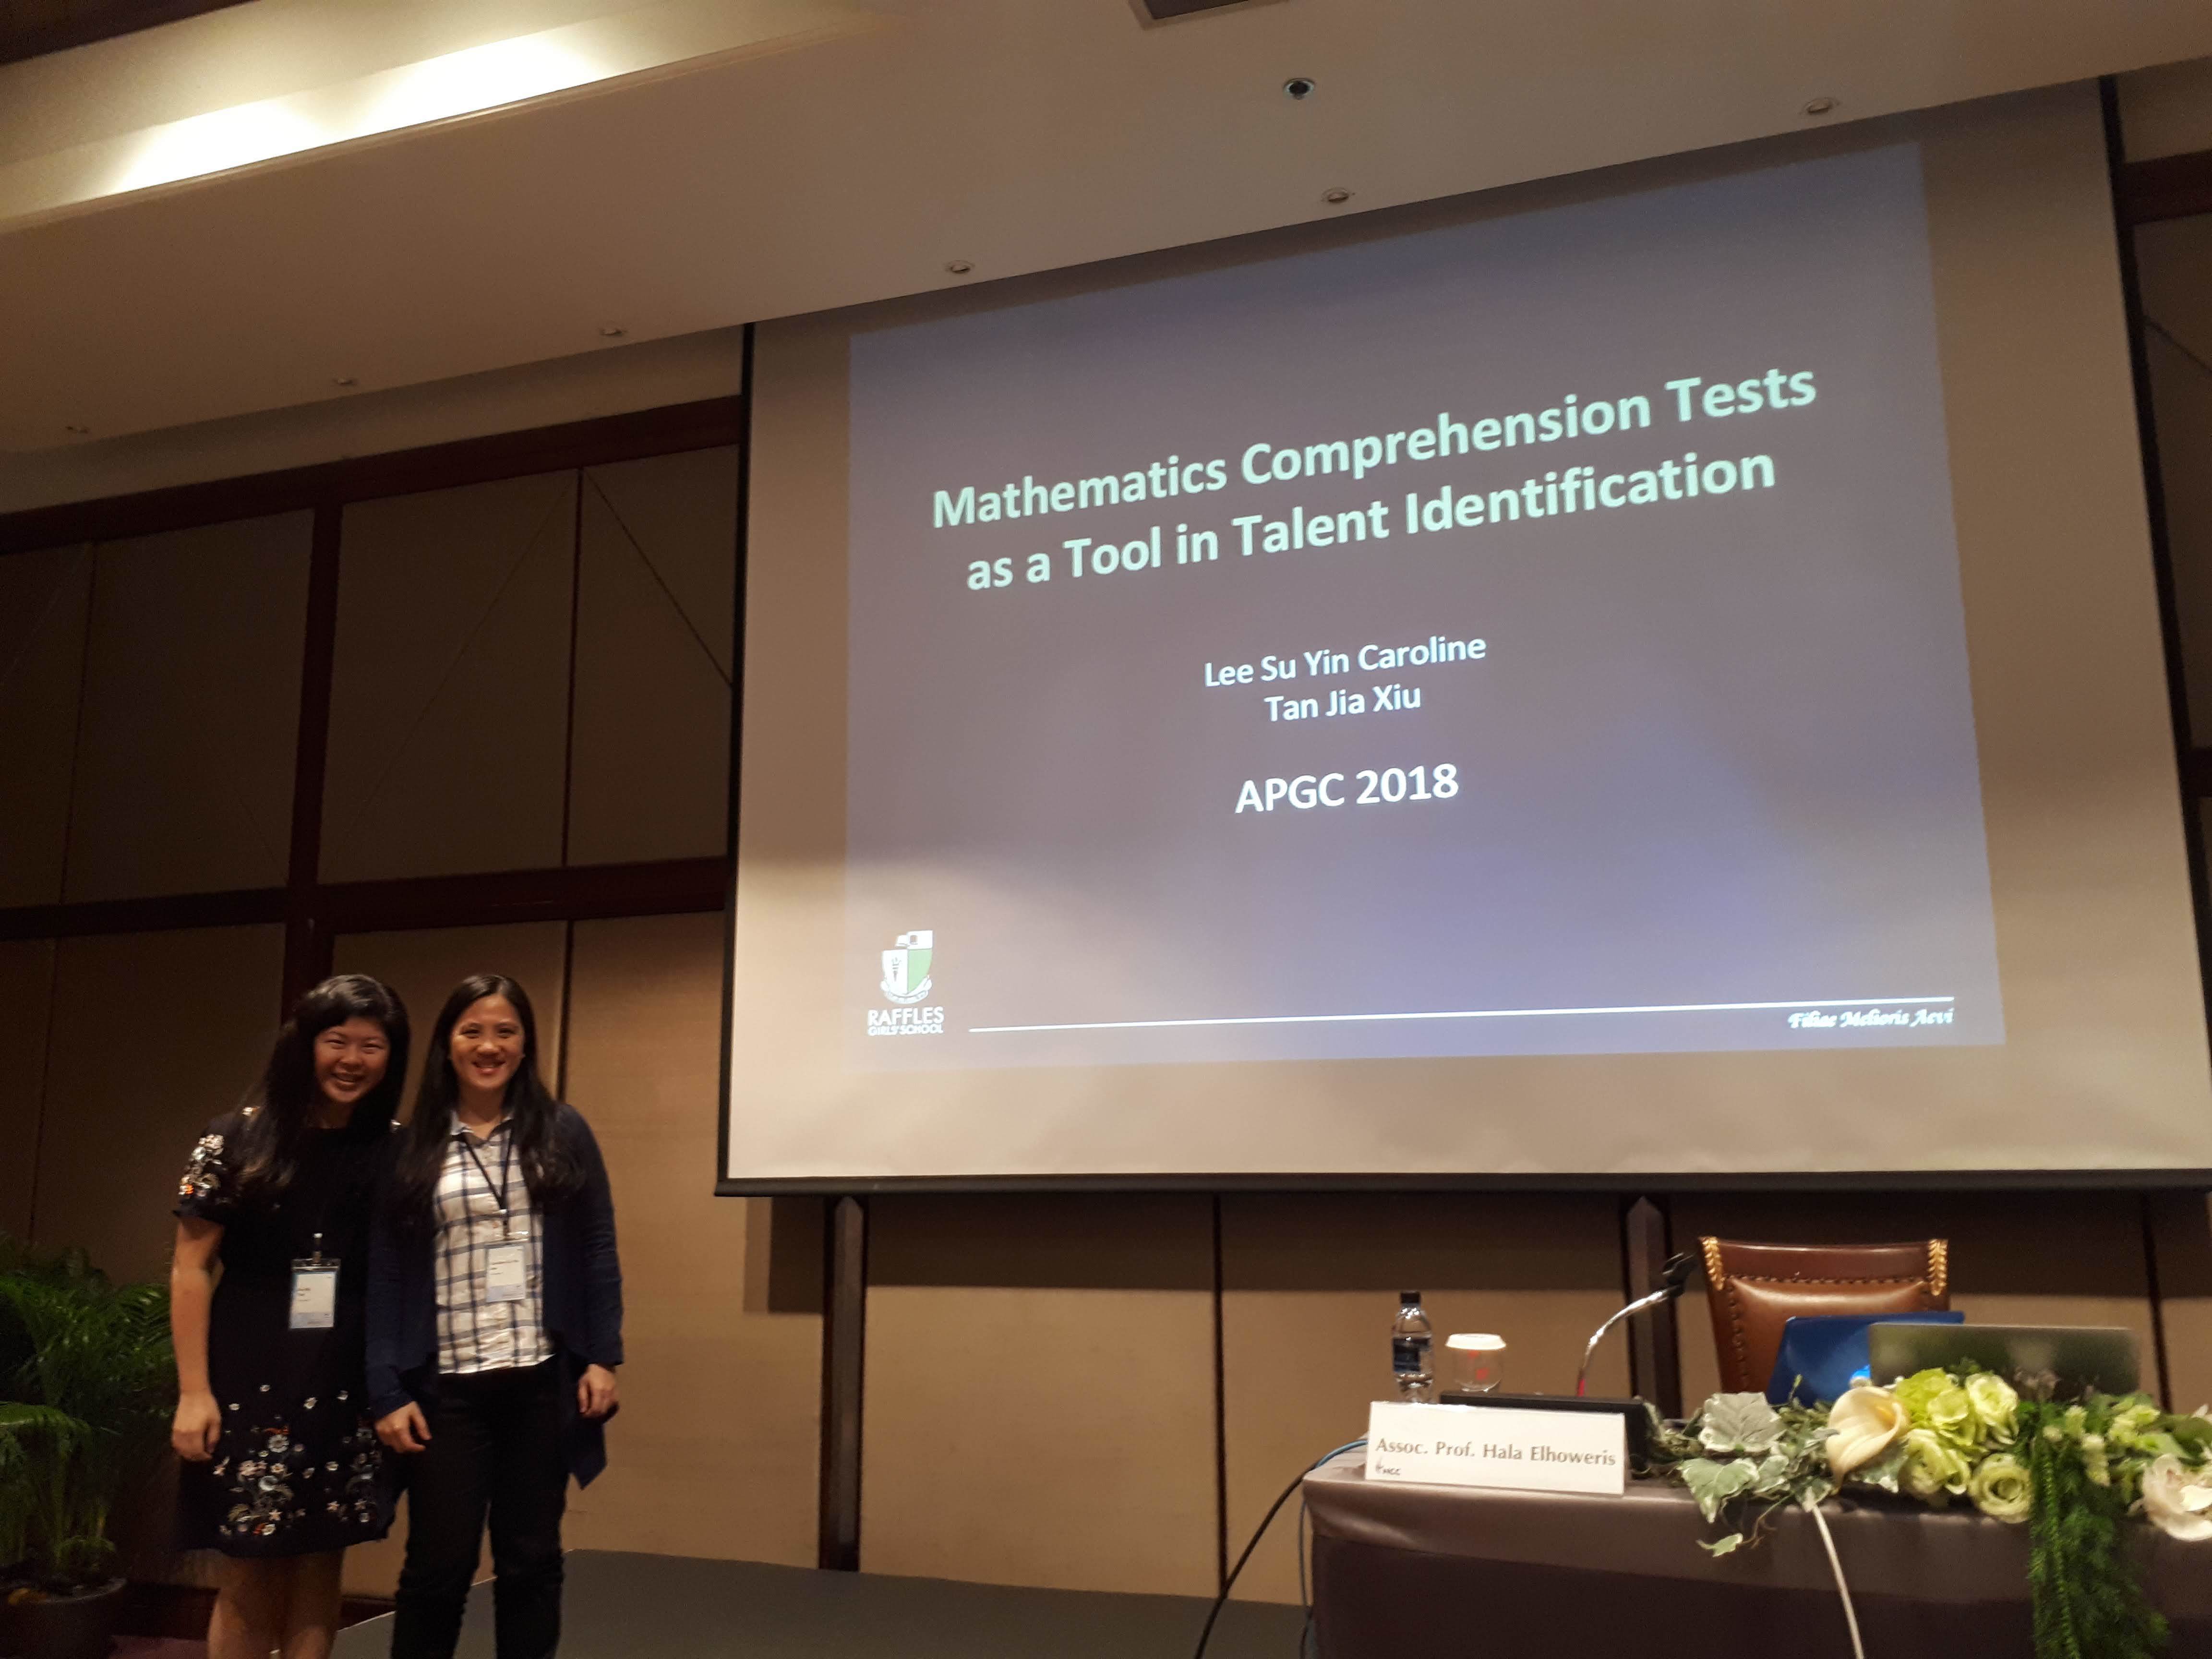 Mathematics Comprehension Tests
as a Tool in Talent Identification
Lee Su Yin Caroline
Tan Jia Xiu
APGC 2018
RAFFLES
GIRLS' SCHOOL
Filiae Melioris Aevi
Assoc. Prof. Hala Elhoweris